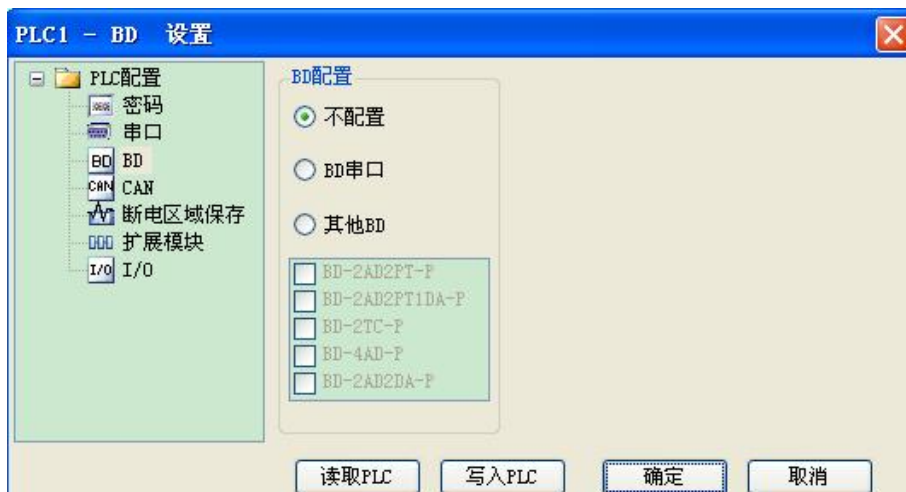 PLC1 - BD 设置
PLC配置
密码
串口
BD BD
CAN CAN
断电区域保存
扩展模块
I/O I/O
BD配置
不配置
BD串口
其他BD
BD-2AD2PT-P
BD-2AD2PT1DA-P
BD-2TC-P
BD-4AD-P
BD-2AD2DA-P
读取PLC
写入PLC
确定
取消